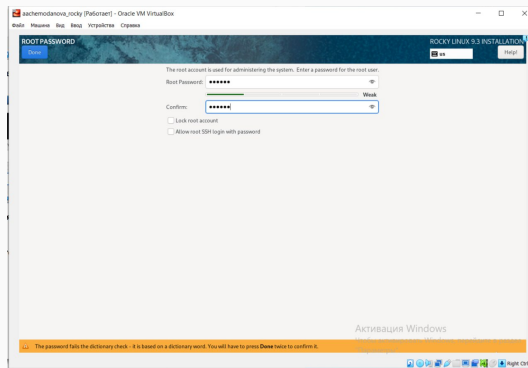 aachemodanova_rocky [Работает] - Oracle VM VirtualBox
Файл Машина Вид Ввод Устройства Справка
ROOT PASSWORD
ROCKY LINUX 9.3 INSTALLATION
Done
us
Help!
The root account is used for administering the system. Enter a password for the root user.
Root Password: ●●●●●●
Weak
Confirm: ●●●●●●
Lock root account
Allow root SSH login with password
Активация Windows
The password fails the dictionary check - it is based on a dictionary word. You will have to press Done twice to confirm it.
Right Ctrl